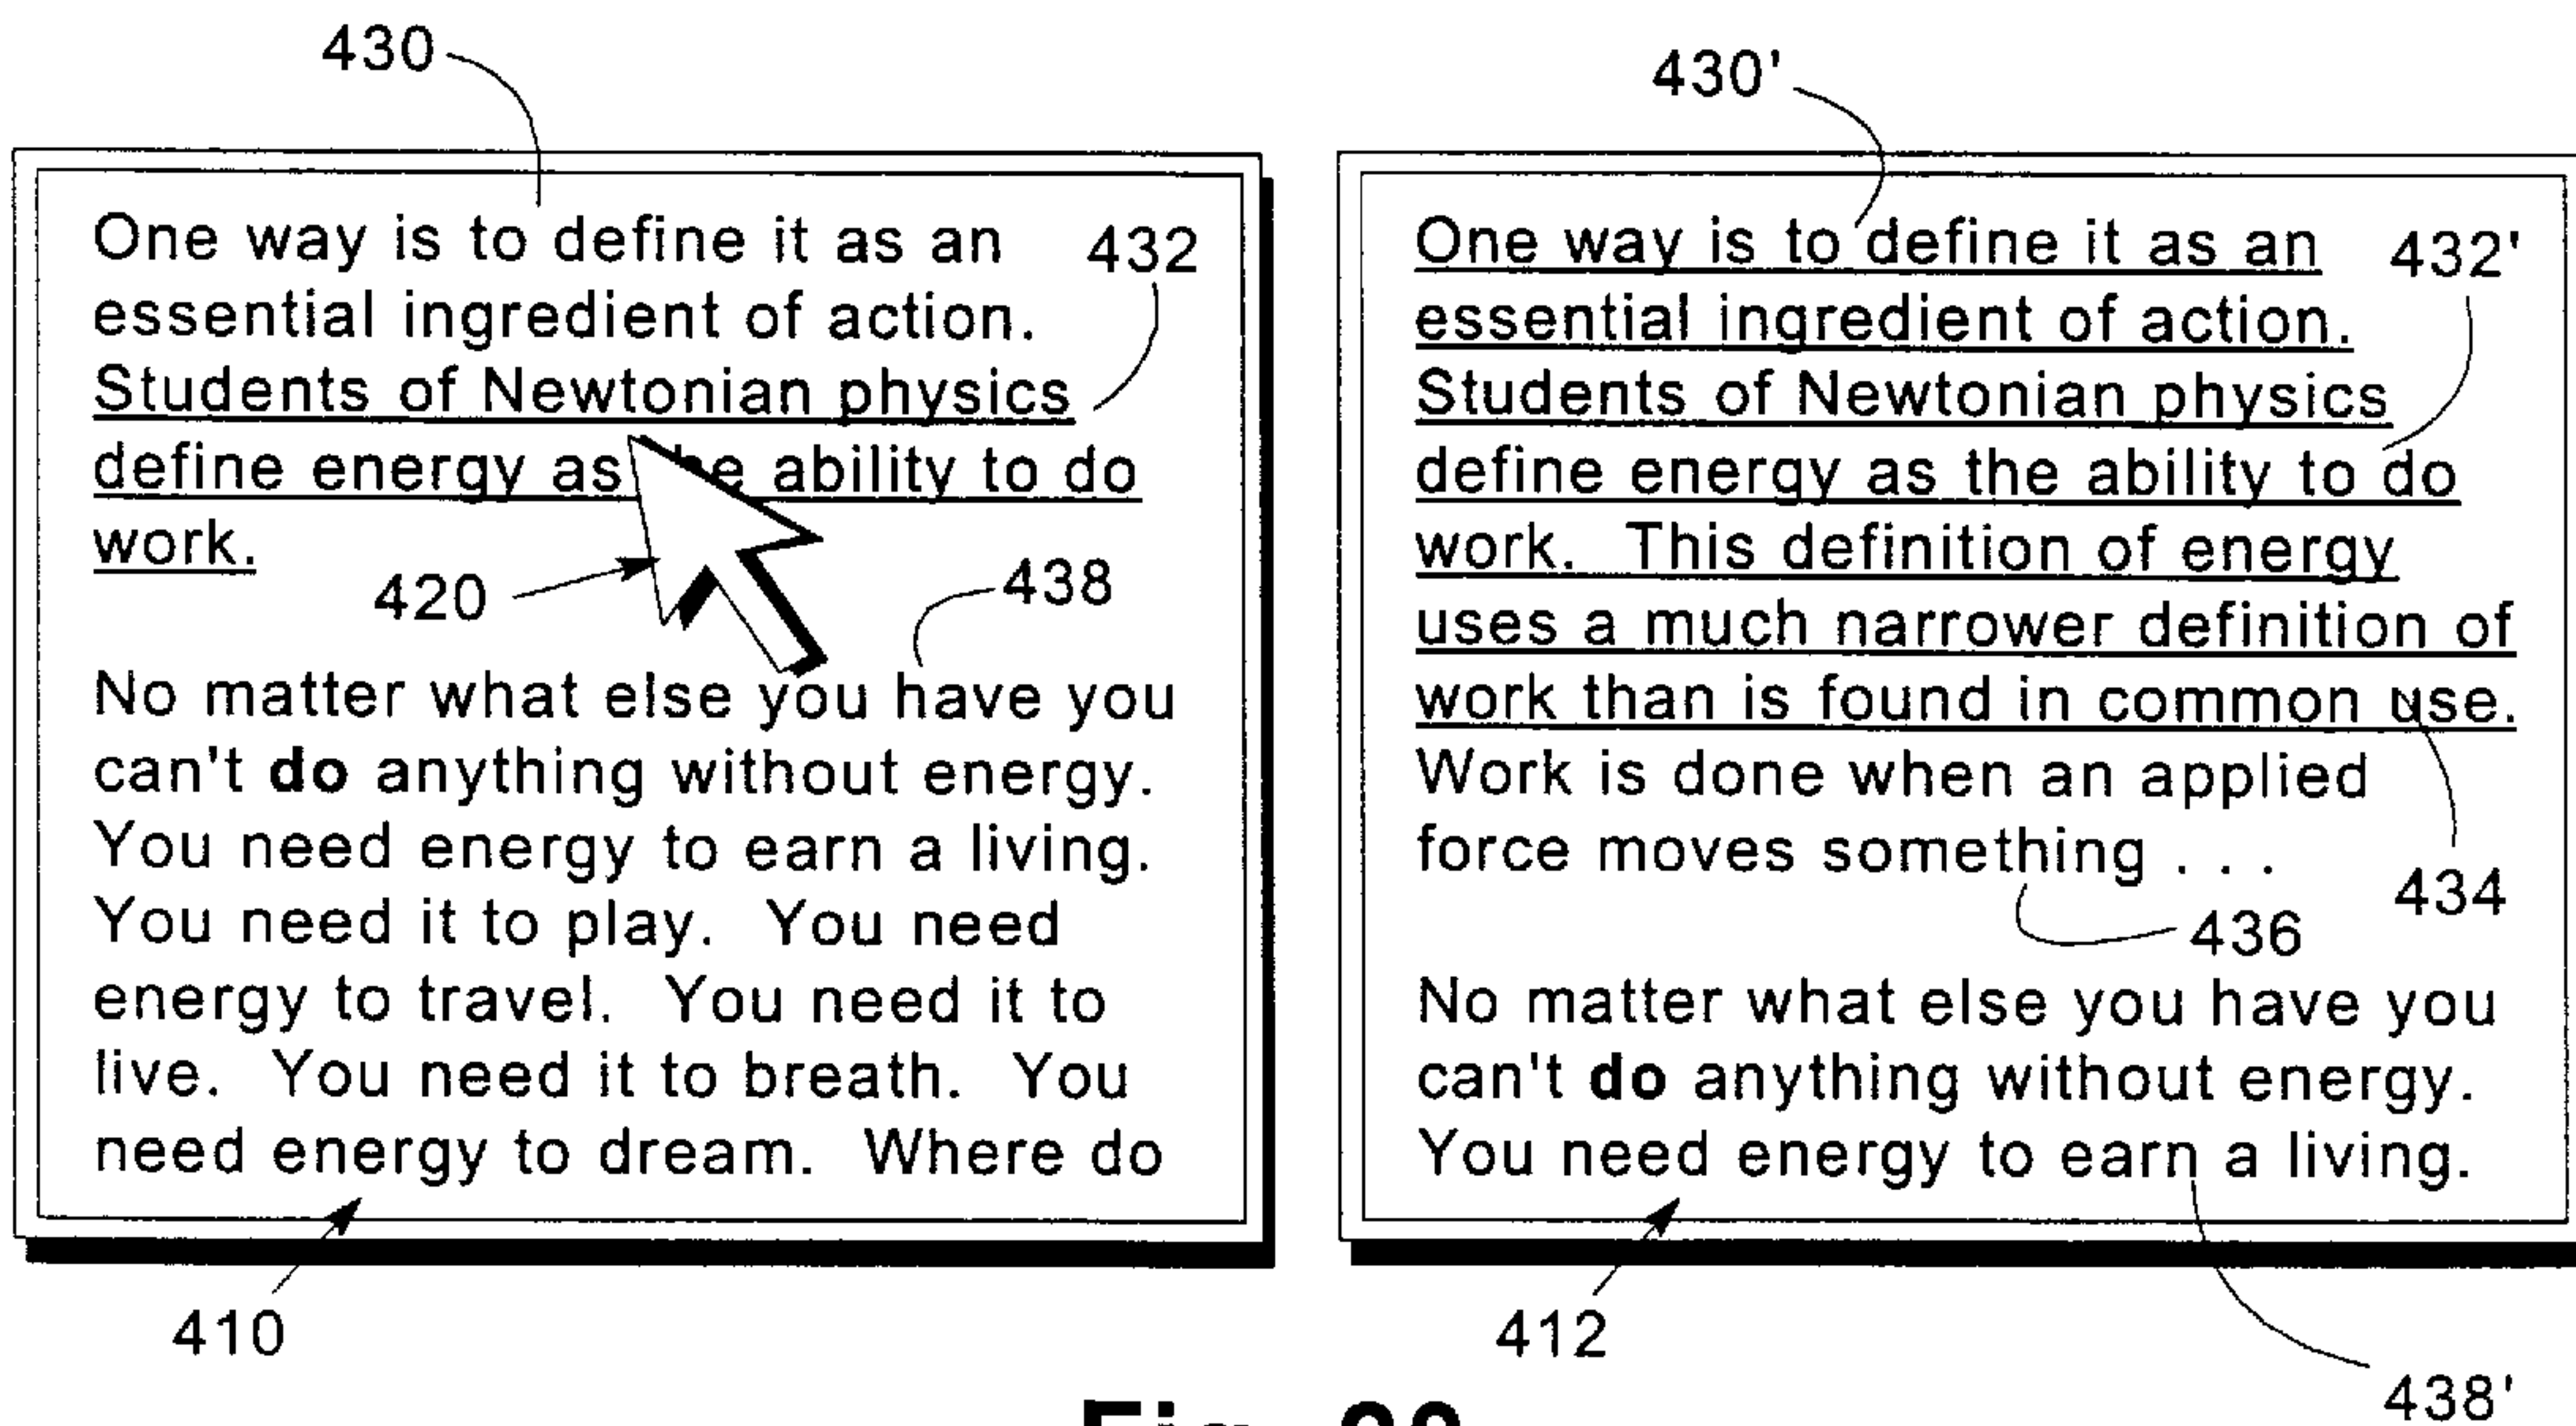 430
One way is to define it as an
432
essential ingredient of action.
Students of Newtonian physics
define energy as he ability to do
work.
420
438
No matter what else you have you
can't do anything without energy.
You need energy to earn a living.
You need it to play.  You need
energy to travel.  You need it to
live.  You need it to breath.  You
need energy to dream.  Where do
410
430'
One way is to define it as an
432'
essential ingredient of action.
Students of Newtonian physics
define energy as the ability to do
work.  This definition of energy
uses a much narrower definition of
work than is found in common use.
Work is done when an applied
force moves something . . .
434
436
No matter what else you have you
can't do anything without energy.
You need energy to earn a living.
412
438'